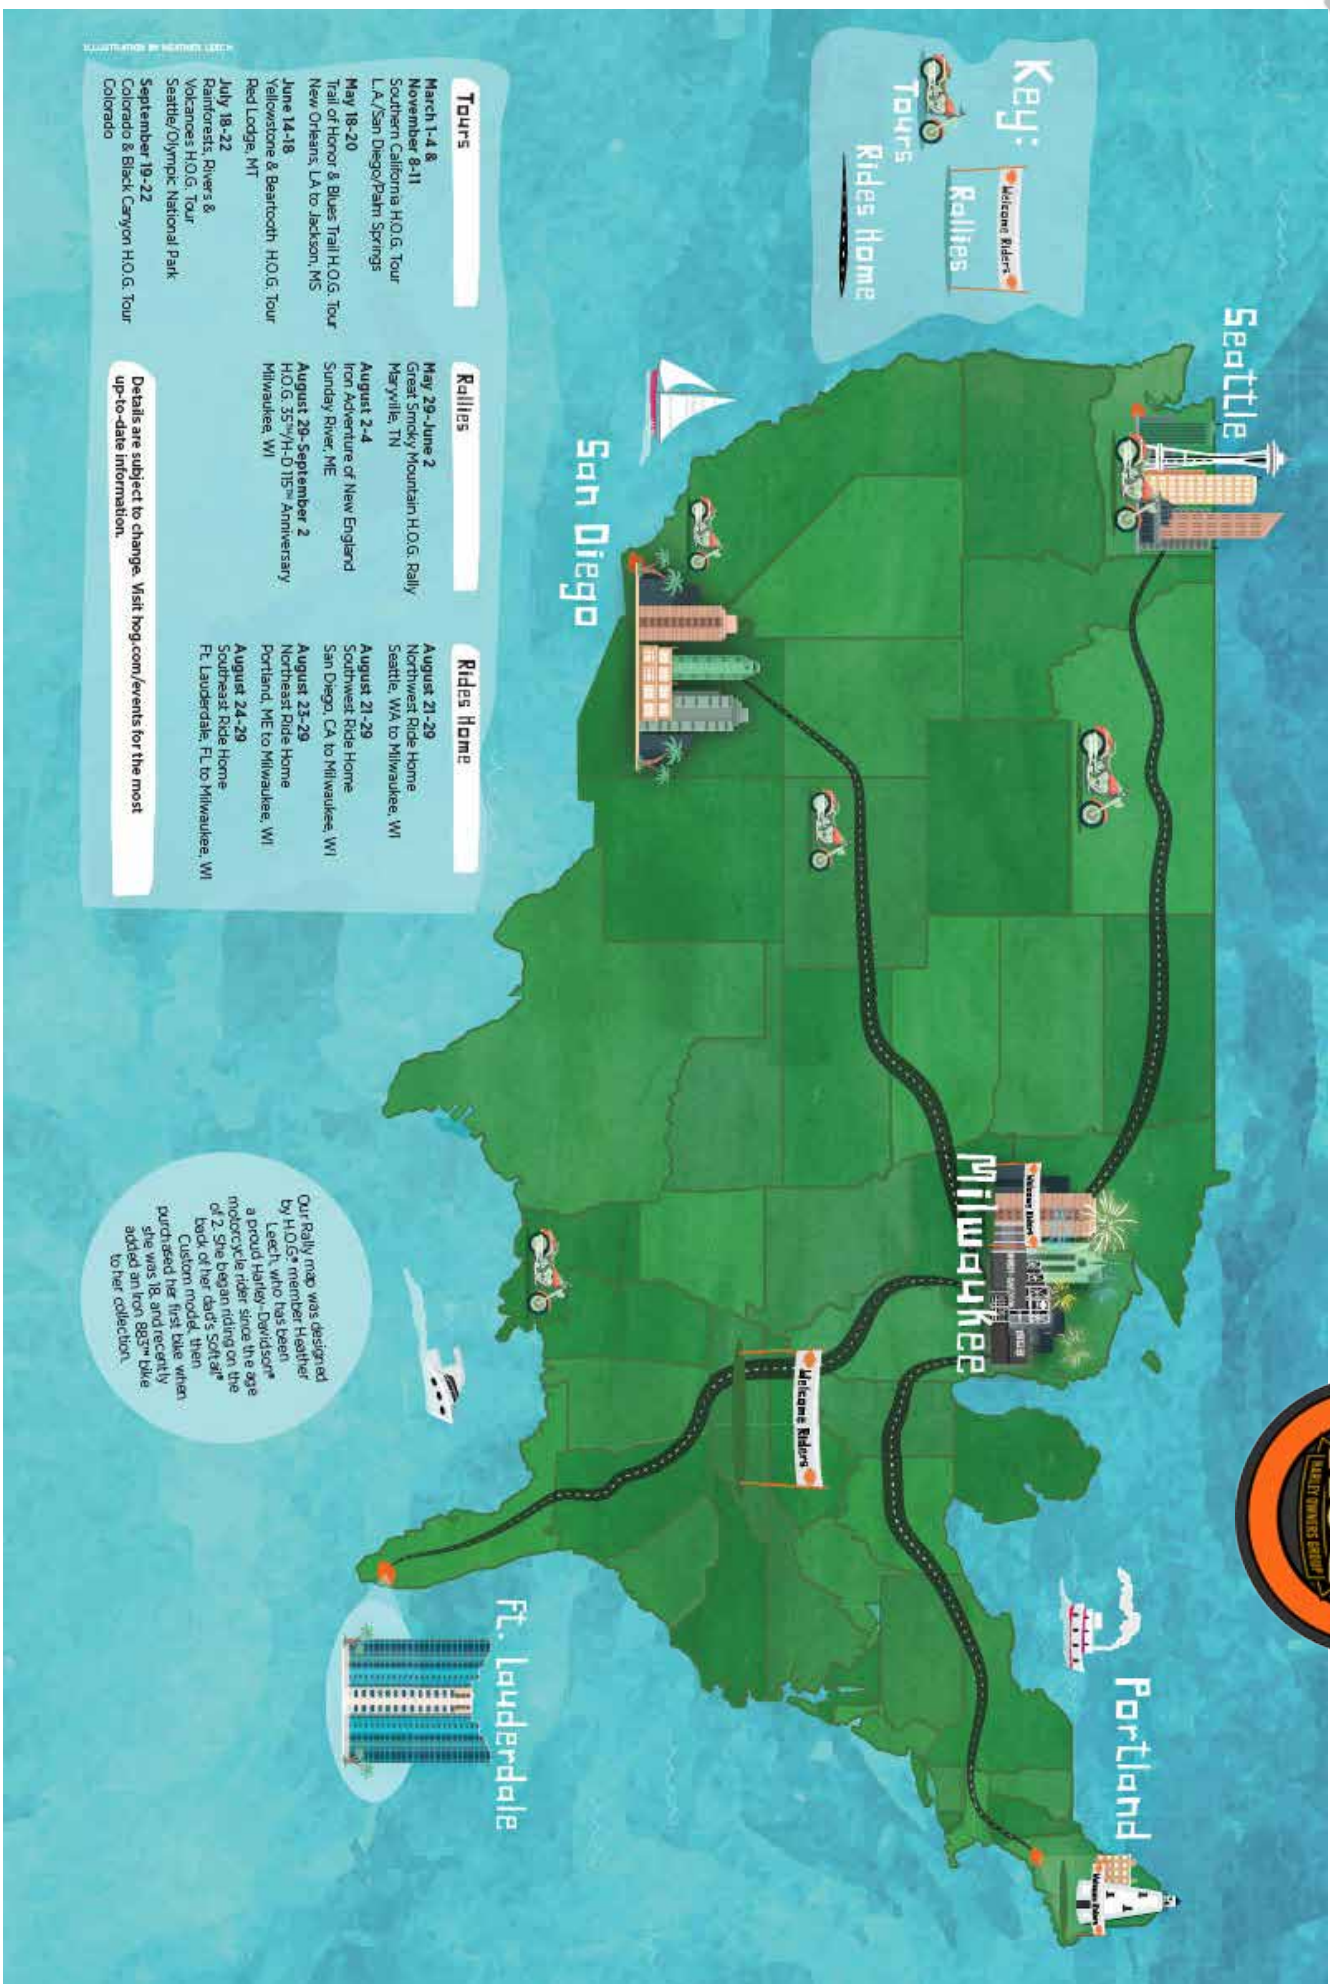 Key:
Welcome Riders
Rallies
Tours
Rides Home
Seattle
San Diego
Milwaukee
Welcome Riders
Welcome Riders
Portland
Welcome Riders
Ft. Lauderdale
HARLEY OWNERS GROUP
Tours
March 1-4 &
November 8-11
Southern California H.O.G. Tour
L.A./San Diego/Palm Springs
May 18-20
Trail of Honor & Blues Trail H.O.G. Tour
New Orleans, LA to Jackson, MS
June 14-18
Yellowstone & Beartooth H.O.G. Tour
Red Lodge, MT
July 18-22
Rainforests, Rivers &
Volcanoes H.O.G. Tour
Seattle/Olympic National Park
September 19-22
Colorado & Black Canyon H.O.G. Tour
Colorado
Rallies
May 29-June 2
Great Smoky Mountain H.O.G. Rally
Maryville, TN
August 2-4
Iron Adventure of New England
Sunday River, ME
August 29-September 2
H.O.G. 35™/H-D 115™ Anniversary
Milwaukee, WI
Rides Home
August 21-29
Northwest Ride Home
Seattle, WA to Milwaukee, WI
August 21-29
Southwest Ride Home
San Diego, CA to Milwaukee, WI
August 23-29
Northeast Ride Home
Portland, ME to Milwaukee, WI
August 24-29
Southeast Ride Home
Ft. Lauderdale, FL to Milwaukee, WI
Details are subject to change. Visit hog.com/events for the most
up-to-date information.
ILLUSTRATION BY HEATHER LEECH
Our Rally map was designed
by H.O.G.® member Heather
Leech, who has been
a proud Harley-Davidson®
motorcycle rider since the age
of 2. She began riding on the
back of her dad's Softail®
Custom model, then
purchased her first bike when
she was 18, and recently
added an Iron 883™ bike
to her collection.